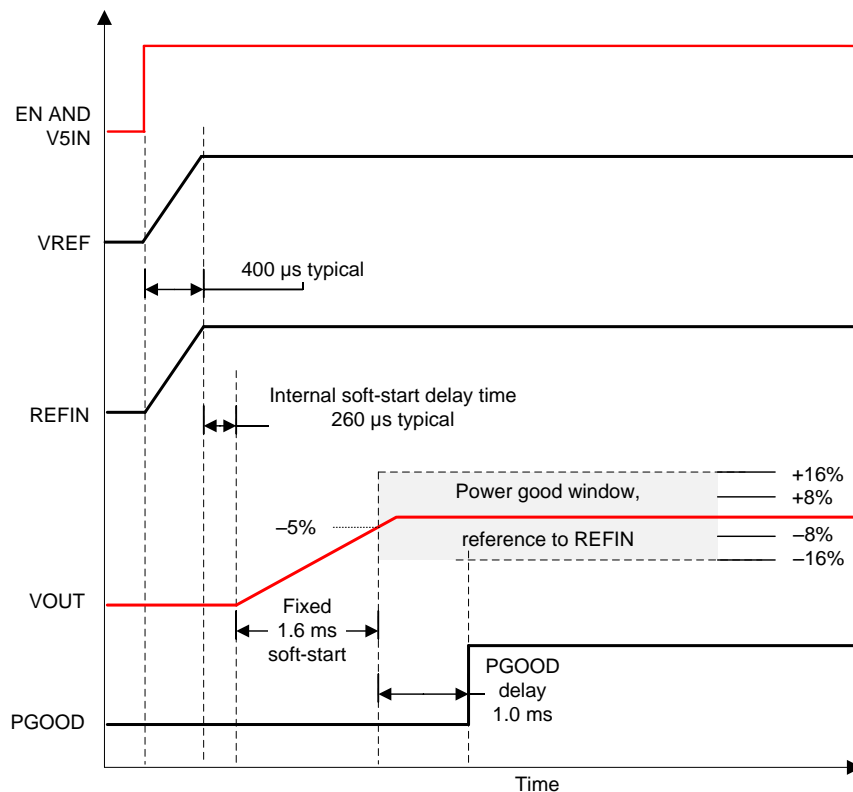 EN AND
V5IN
VREF
400 µs typical
REFIN
Internal soft-start delay time
260 µs typical
+16%
Power good window,
+8%
–5%
reference to REFIN
–8%
–16%
VOUT
Fixed
1.6 ms
soft-start
PGOOD
delay
1.0 ms
PGOOD
Time